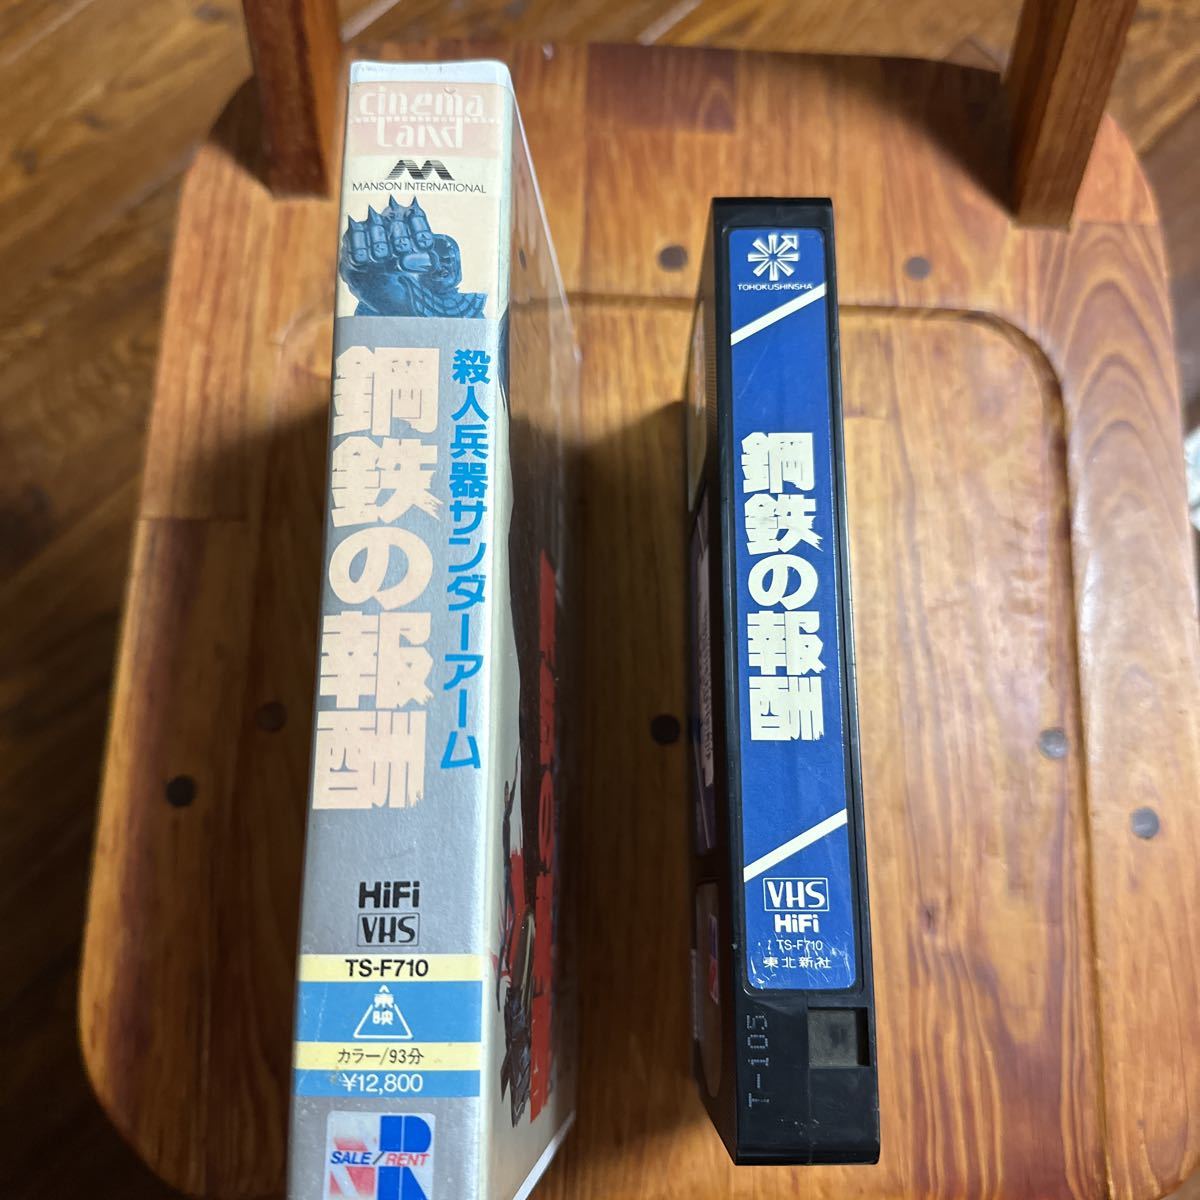 cinema
Land
MANSON INTERNATIONAL
殺人兵器サンダーアーム
鋼鉄の報酬
HiFi
VHS
TS-F710
東映
カラー/93分
¥12,800
SALE/RENT
TOHOKUSHINSHA
鋼鉄の報酬
VHS
HiFi
TS-F710
東北新社
T-105